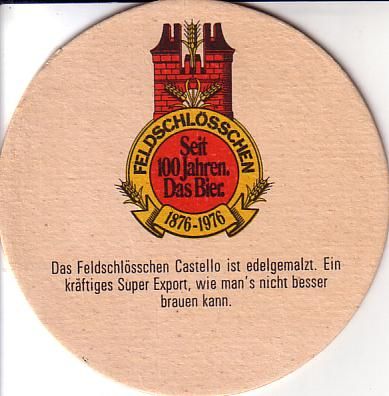 FELDSCHLÖSSCHEN
Seit
100 Jahren.
Das Bier.
1876-1976
Das Feldschlösschen Castello ist edelgemalzt. Ein
kräftiges Super Export, wie man's nicht besser
brauen kann.